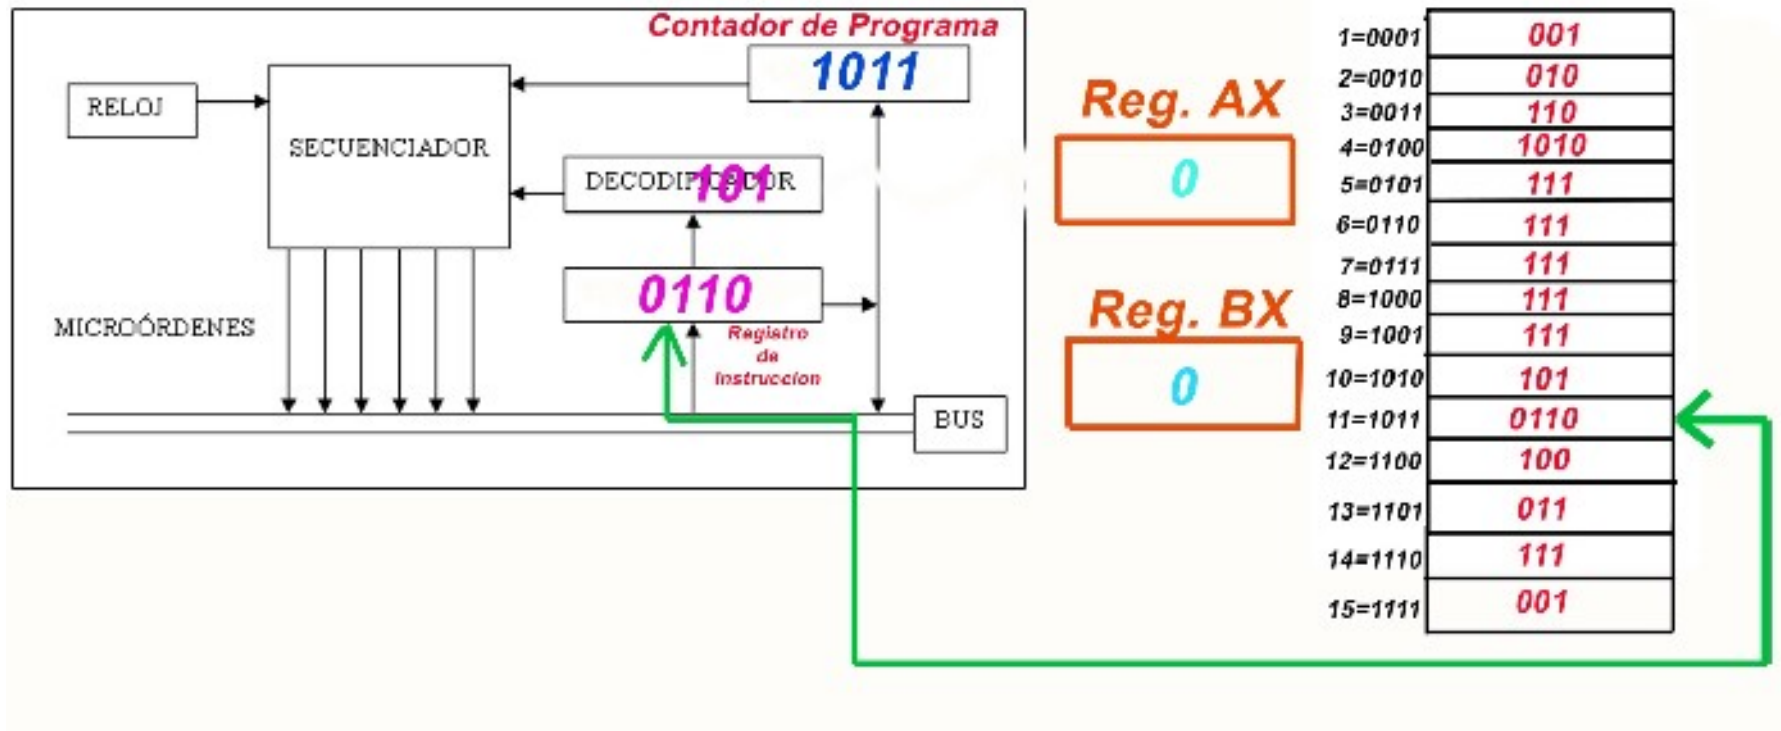 Contador de Programa
1011
RELOJ
SECUENCIADOR
DECODIFICADOR
101
0110
Registro
de
Instruccion
MICROÓRDENES
BUS
Reg. AX
0
Reg. BX
0
1=0001 001
2=0010 010
3=0011 110
4=0100 1010
5=0101 111
6=0110 111
7=0111 111
8=1000 111
9=1001 111
10=1010 101
11=1011 0110
12=1100 100
13=1101 011
14=1110 111
15=1111 001